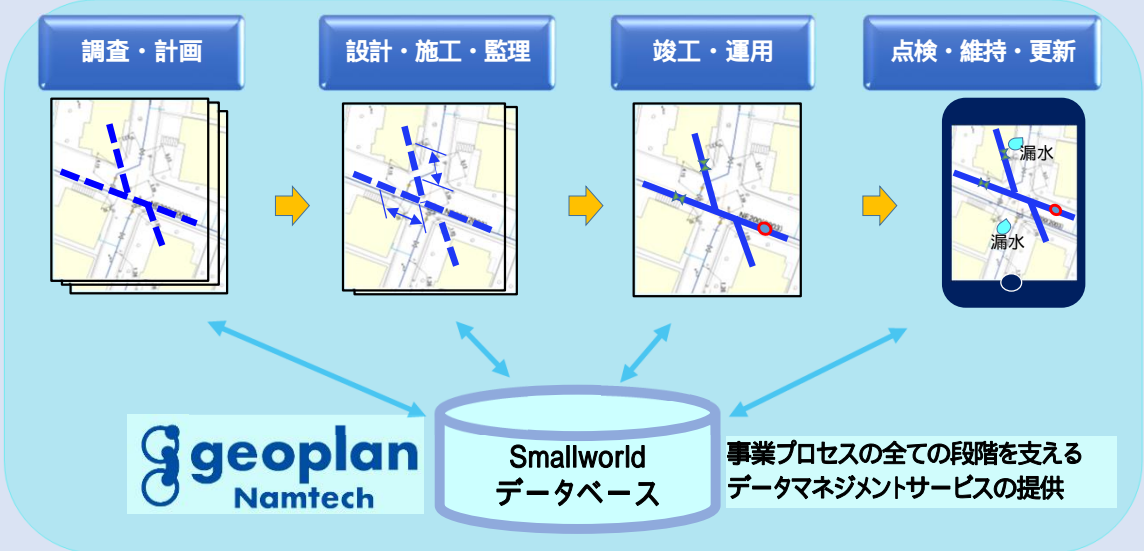 調査・計画
設計・施工・監理
竣工・運用
点検・維持・更新
漏水
漏水
geoplan
Namtech
Smallworld
データベース
事業プロセスの全ての段階を支える
データマネジメントサービスの提供